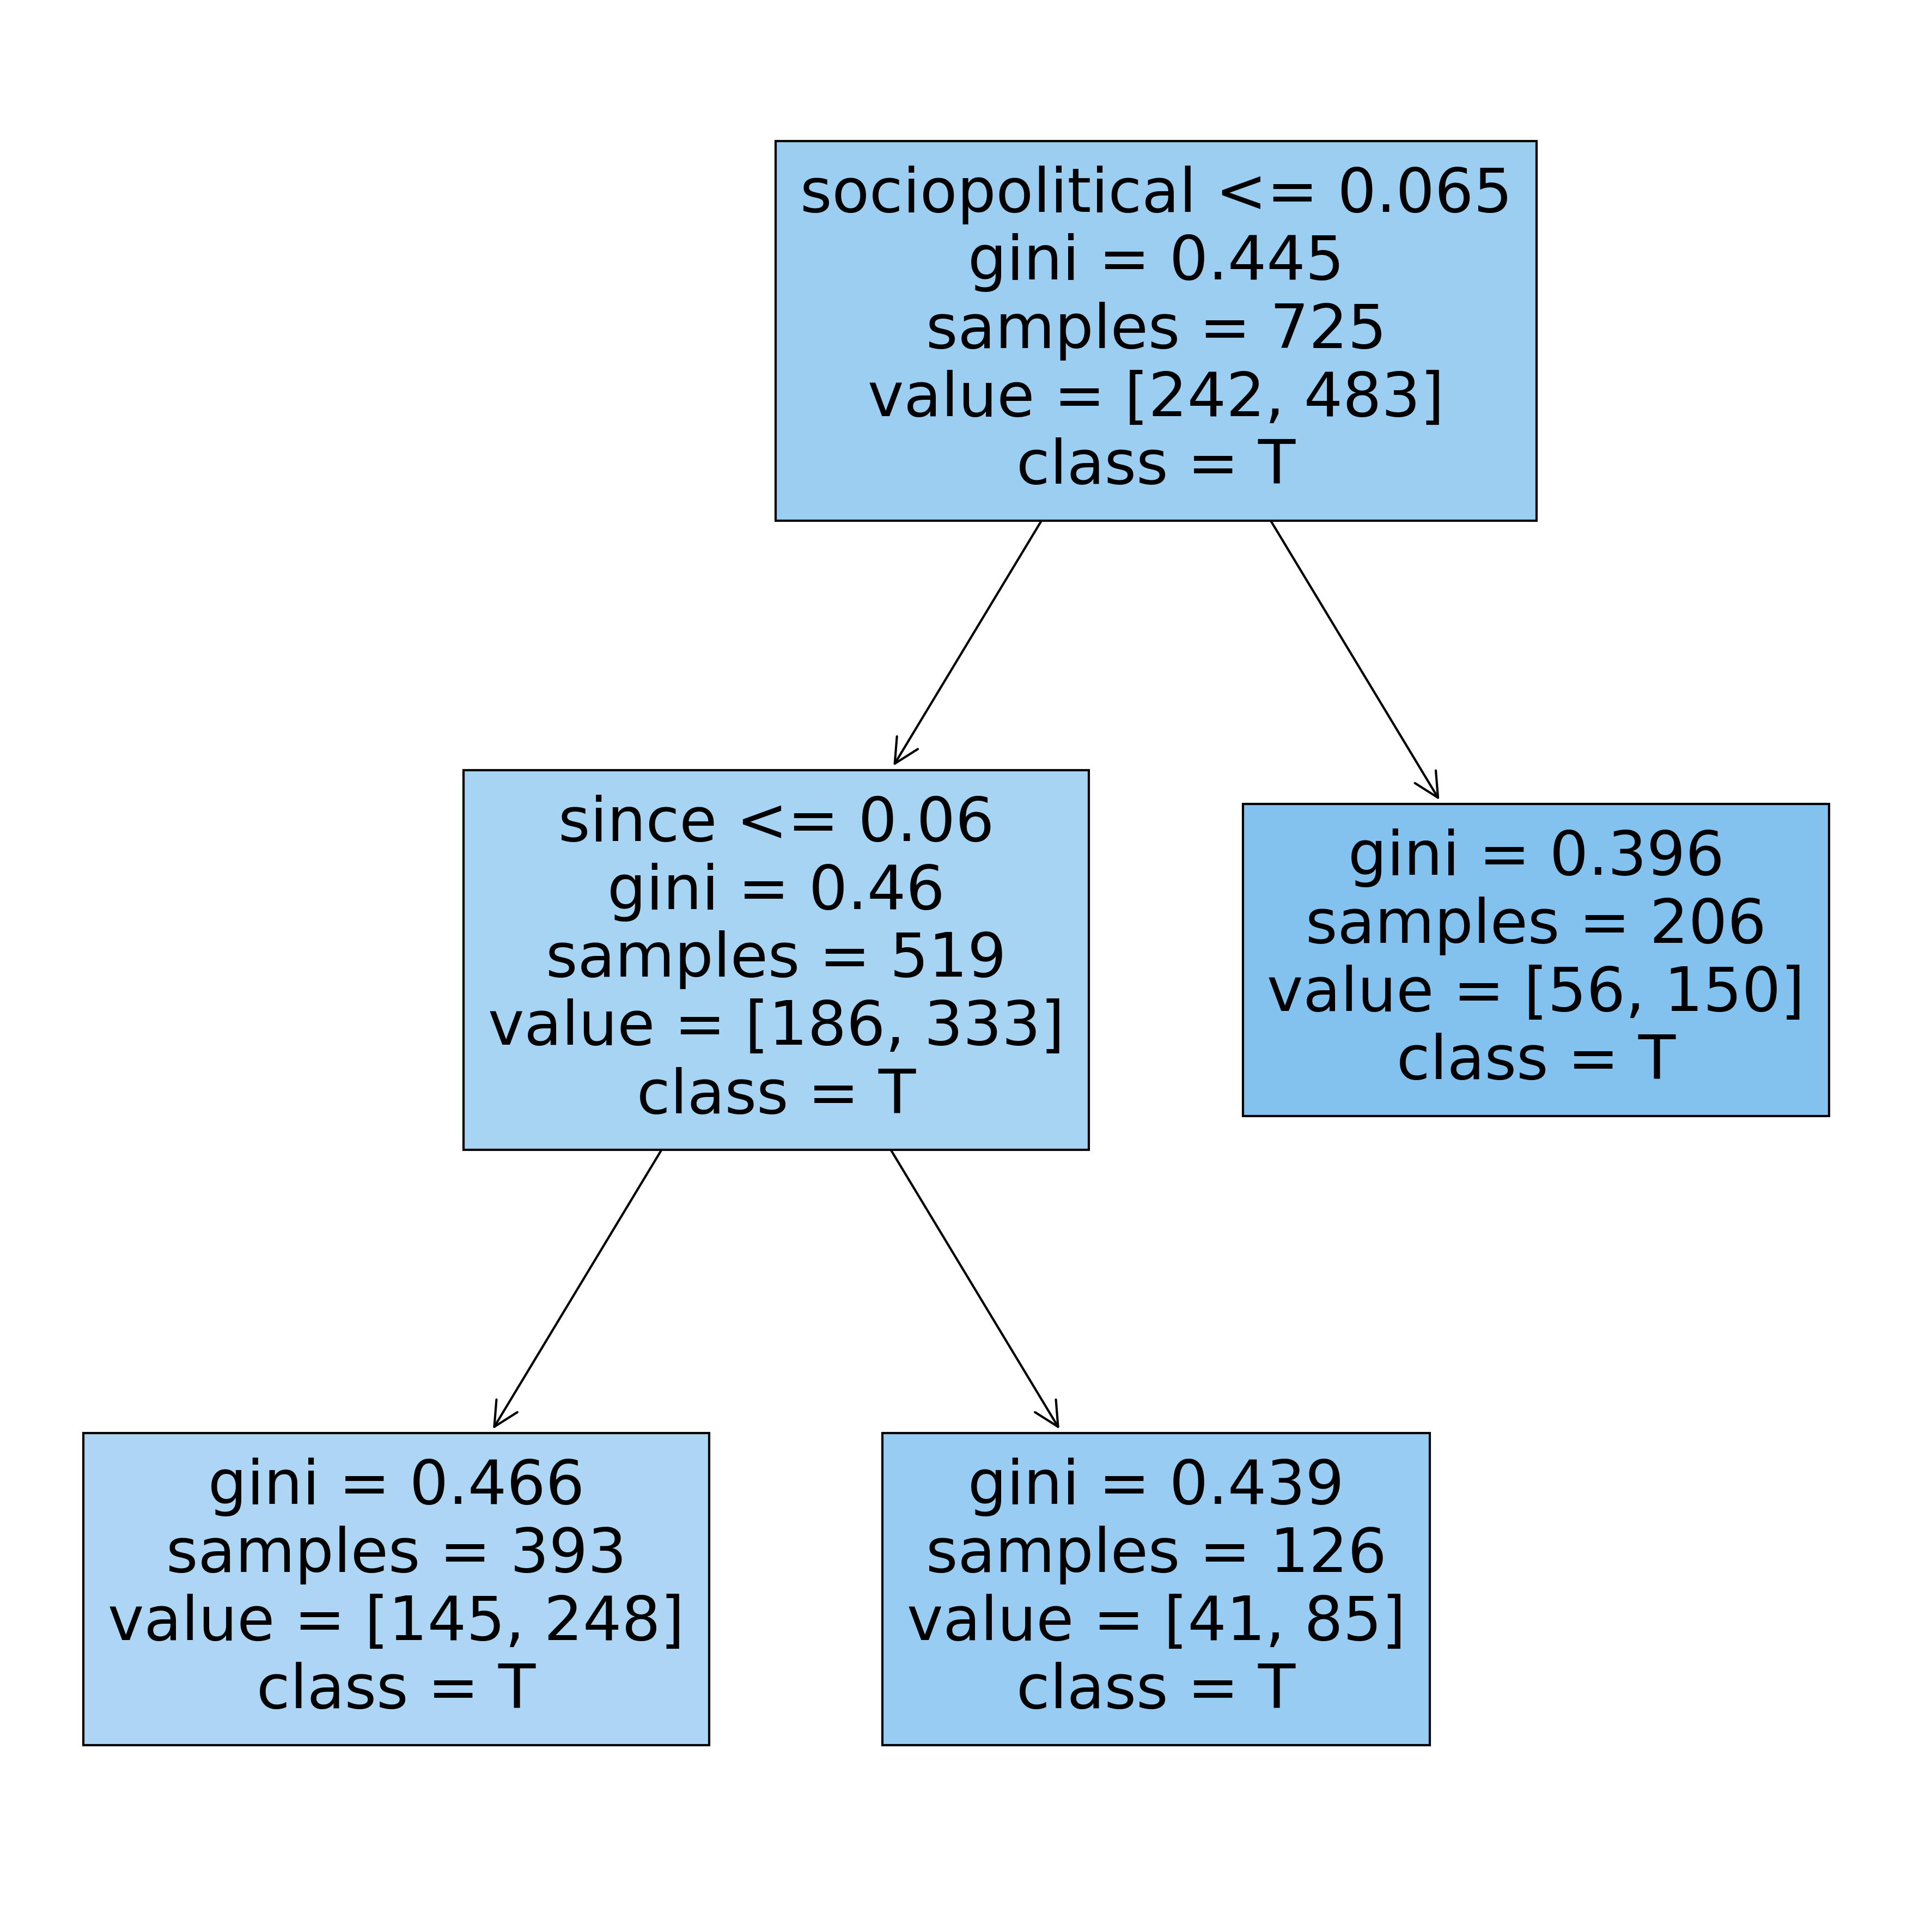 sociopolitical <= 0.065
gini = 0.445
samples = 725
value = [242, 483]
class = T
since <= 0.06
gini = 0.46
samples = 519
value = [186, 333]
class = T
gini = 0.396
samples = 206
value = [56, 150]
class = T
gini = 0.466
samples = 393
value = [145, 248]
class = T
gini = 0.439
samples = 126
value = [41, 85]
class = T